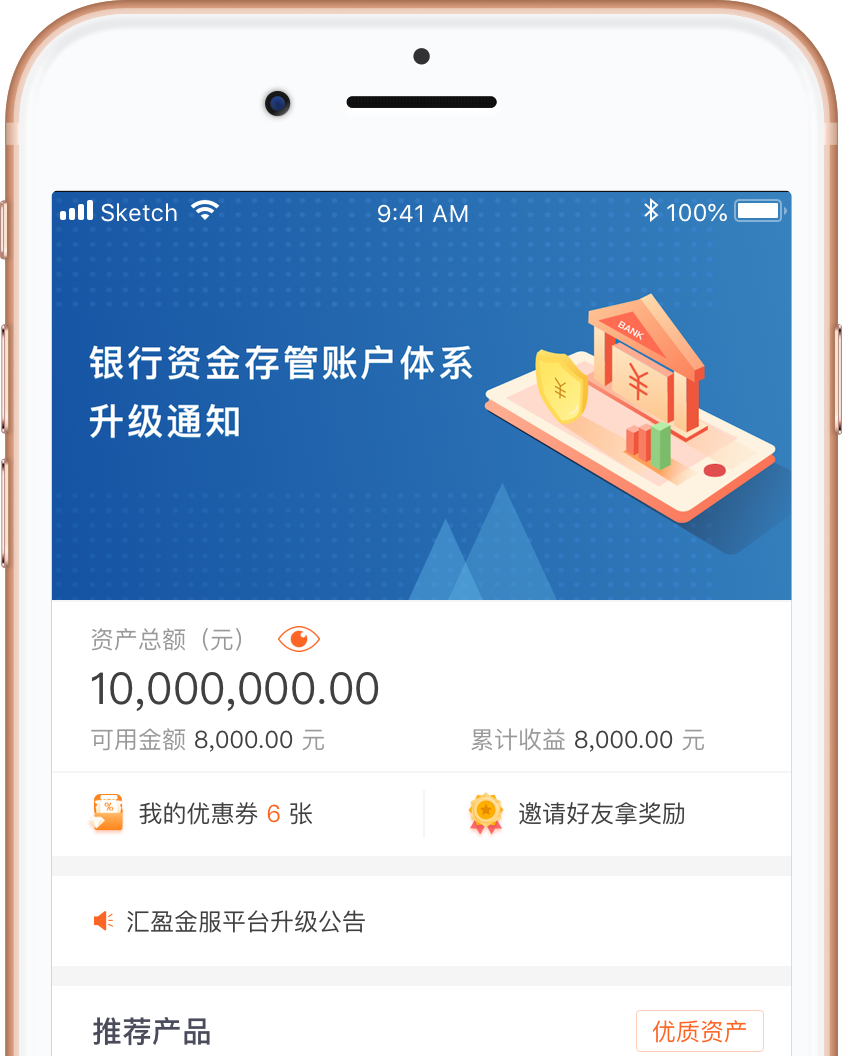 Sketch 9:41 AM 100%
银行资金存管账户体系
升级通知
BANK
¥
¥
资产总额（元）
10,000,000.00
可用金额 8,000.00 元 累计收益 8,000.00 元
%
我的优惠券 6 张 邀请好友拿奖励
汇盈金服平台升级公告
推荐产品 优质资产